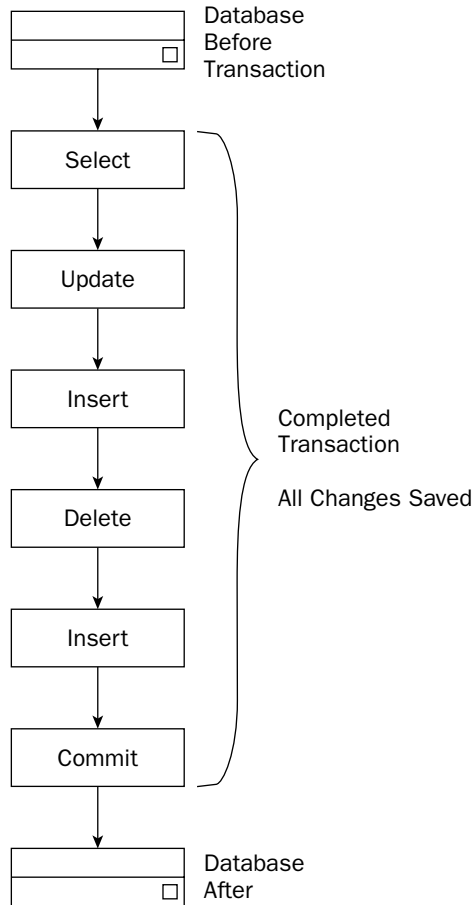 Database
Before
Transaction
Select
Update
Insert
Completed
Transaction
All Changes Saved
Delete
Insert
Commit
Database
After